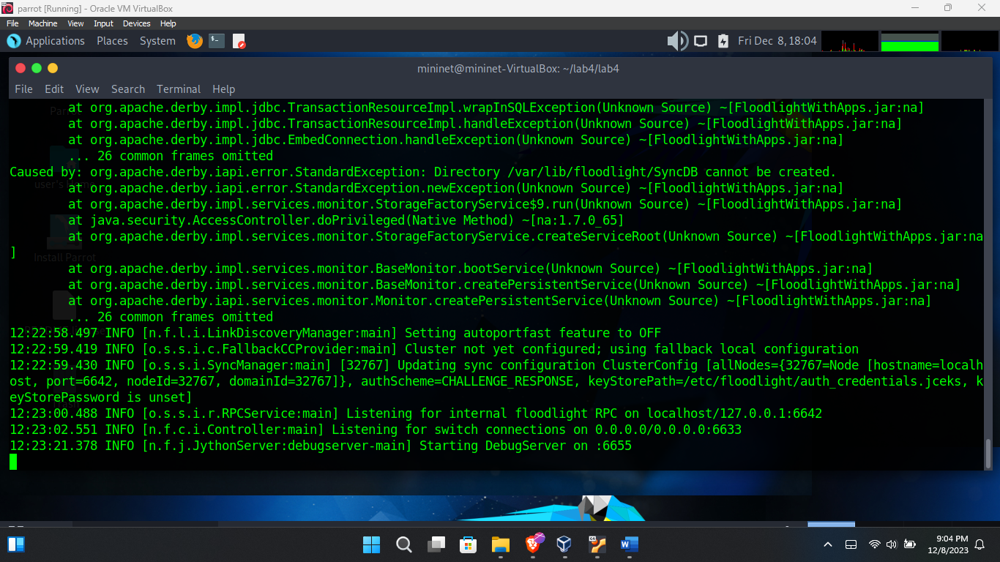 parrot [Running] - Oracle VM VirtualBox
File Machine View Input Devices Help
Applications Places System Fri Dec 8, 18:04
mininet@mininet-VirtualBox: ~/lab4/lab4
File Edit View Search Terminal Help
at org.apache.derby.impl.jdbc.TransactionResourceImpl.wrapInSQLException(Unknown Source) ~[FloodlightWithApps.jar:na]
at org.apache.derby.impl.jdbc.TransactionResourceImpl.handleException(Unknown Source) ~[FloodlightWithApps.jar:na]
at org.apache.derby.impl.jdbc.EmbedConnection.handleException(Unknown Source) ~[FloodlightWithApps.jar:na]
... 26 common frames omitted
Caused by: org.apache.derby.iapi.error.StandardException: Directory /var/lib/floodlight/SyncDB cannot be created.
at org.apache.derby.iapi.error.StandardException.newException(Unknown Source) ~[FloodlightWithApps.jar:na]
at org.apache.derby.impl.services.monitor.StorageFactoryService$9.run(Unknown Source) ~[FloodlightWithApps.jar:na]
at java.security.AccessController.doPrivileged(Native Method) ~[na:1.7.0_65]
at org.apache.derby.impl.services.monitor.StorageFactoryService.createServiceRoot(Unknown Source) ~[FloodlightWithApps.jar:na
]
Install Parrot
at org.apache.derby.impl.services.monitor.BaseMonitor.bootService(Unknown Source) ~[FloodlightWithApps.jar:na]
at org.apache.derby.impl.services.monitor.BaseMonitor.createPersistentService(Unknown Source) ~[FloodlightWithApps.jar:na]
at org.apache.derby.iapi.services.monitor.Monitor.createPersistentService(Unknown Source) ~[FloodlightWithApps.jar:na]
... 26 common frames omitted
12:22:58.497 INFO [n.f.l.i.LinkDiscoveryManager:main] Setting autoportfast feature to OFF
12:22:59.419 INFO [o.s.s.i.c.FallbackCCProvider:main] Cluster not yet configured; using fallback local configuration
12:22:59.430 INFO [o.s.s.i.SyncManager:main] [32767] Updating sync configuration ClusterConfig [allNodes={32767=Node [hostname=localh
ost, port=6642, nodeId=32767, domainId=32767]}, authScheme=CHALLENGE_RESPONSE, keyStorePath=/etc/floodlight/auth_credentials.jceks, k
eyStorePassword is unset]
12:23:00.488 INFO [o.s.s.i.r.RPCService:main] Listening for internal floodlight RPC on localhost/127.0.0.1:6642
12:23:02.551 INFO [n.f.c.i.Controller:main] Listening for switch connections on 0.0.0.0/0.0.0.0:6633
12:23:21.378 INFO [n.f.j.JythonServer:debugserver-main] Starting DebugServer on :6655
9:04 PM
12/8/2023